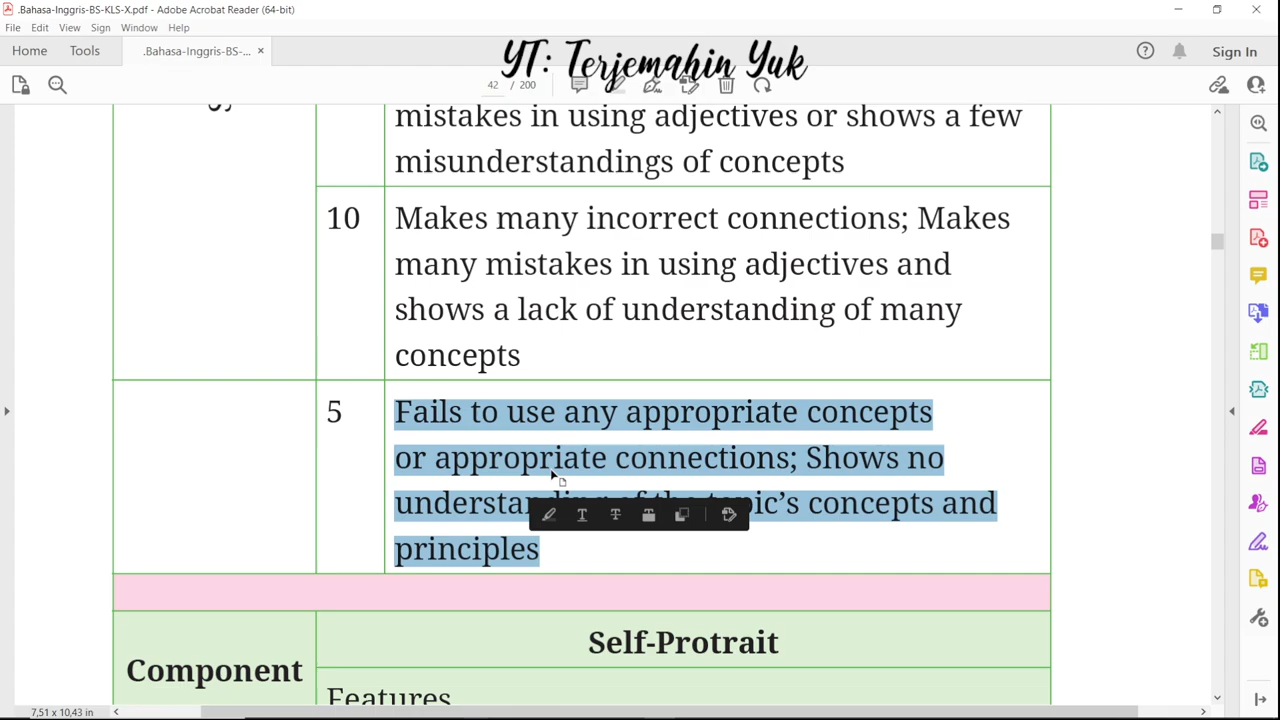 .Bahasa-Inggris-BS-KLS-X.pdf - Adobe Acrobat Reader (64-bit)
File Edit View Sign Window Help
Home Tools .Bahasa-Inggris-BS-... × Sign In
YT: Terjemahin Yuk
42 / 200
mistakes in using adjectives or shows a few
misunderstandings of concepts
10 Makes many incorrect connections; Makes
many mistakes in using adjectives and
shows a lack of understanding of many
concepts
5 Fails to use any appropriate concepts
or appropriate connections; Shows no
understanding of the topic's concepts and
principles
Self-Protrait
Component
Features
7,51 x 10,43 in